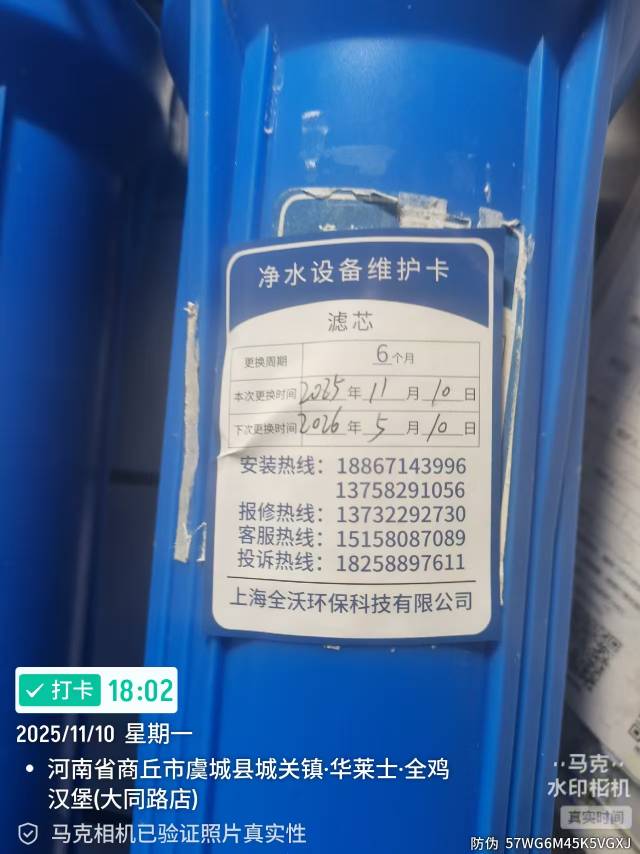 净水设备维护卡
滤芯
更换周期 6个月
本次更换时间 2025年11月10日
下次更换时间 2026年5月10日
安装热线：18867143996
13758291056
报修热线：13732292730
客服热线：15158087089
投诉热线：18258897611
上海全沃环保科技有限公司
打卡 18:02
2025/11/10 星期一
河南省商丘市虞城县城关镇·华莱士·全鸡
汉堡(大同路店)
马克相机已验证照片真实性
马克
水印相机
真实时间
防伪 57WG6M45K5VGXJ